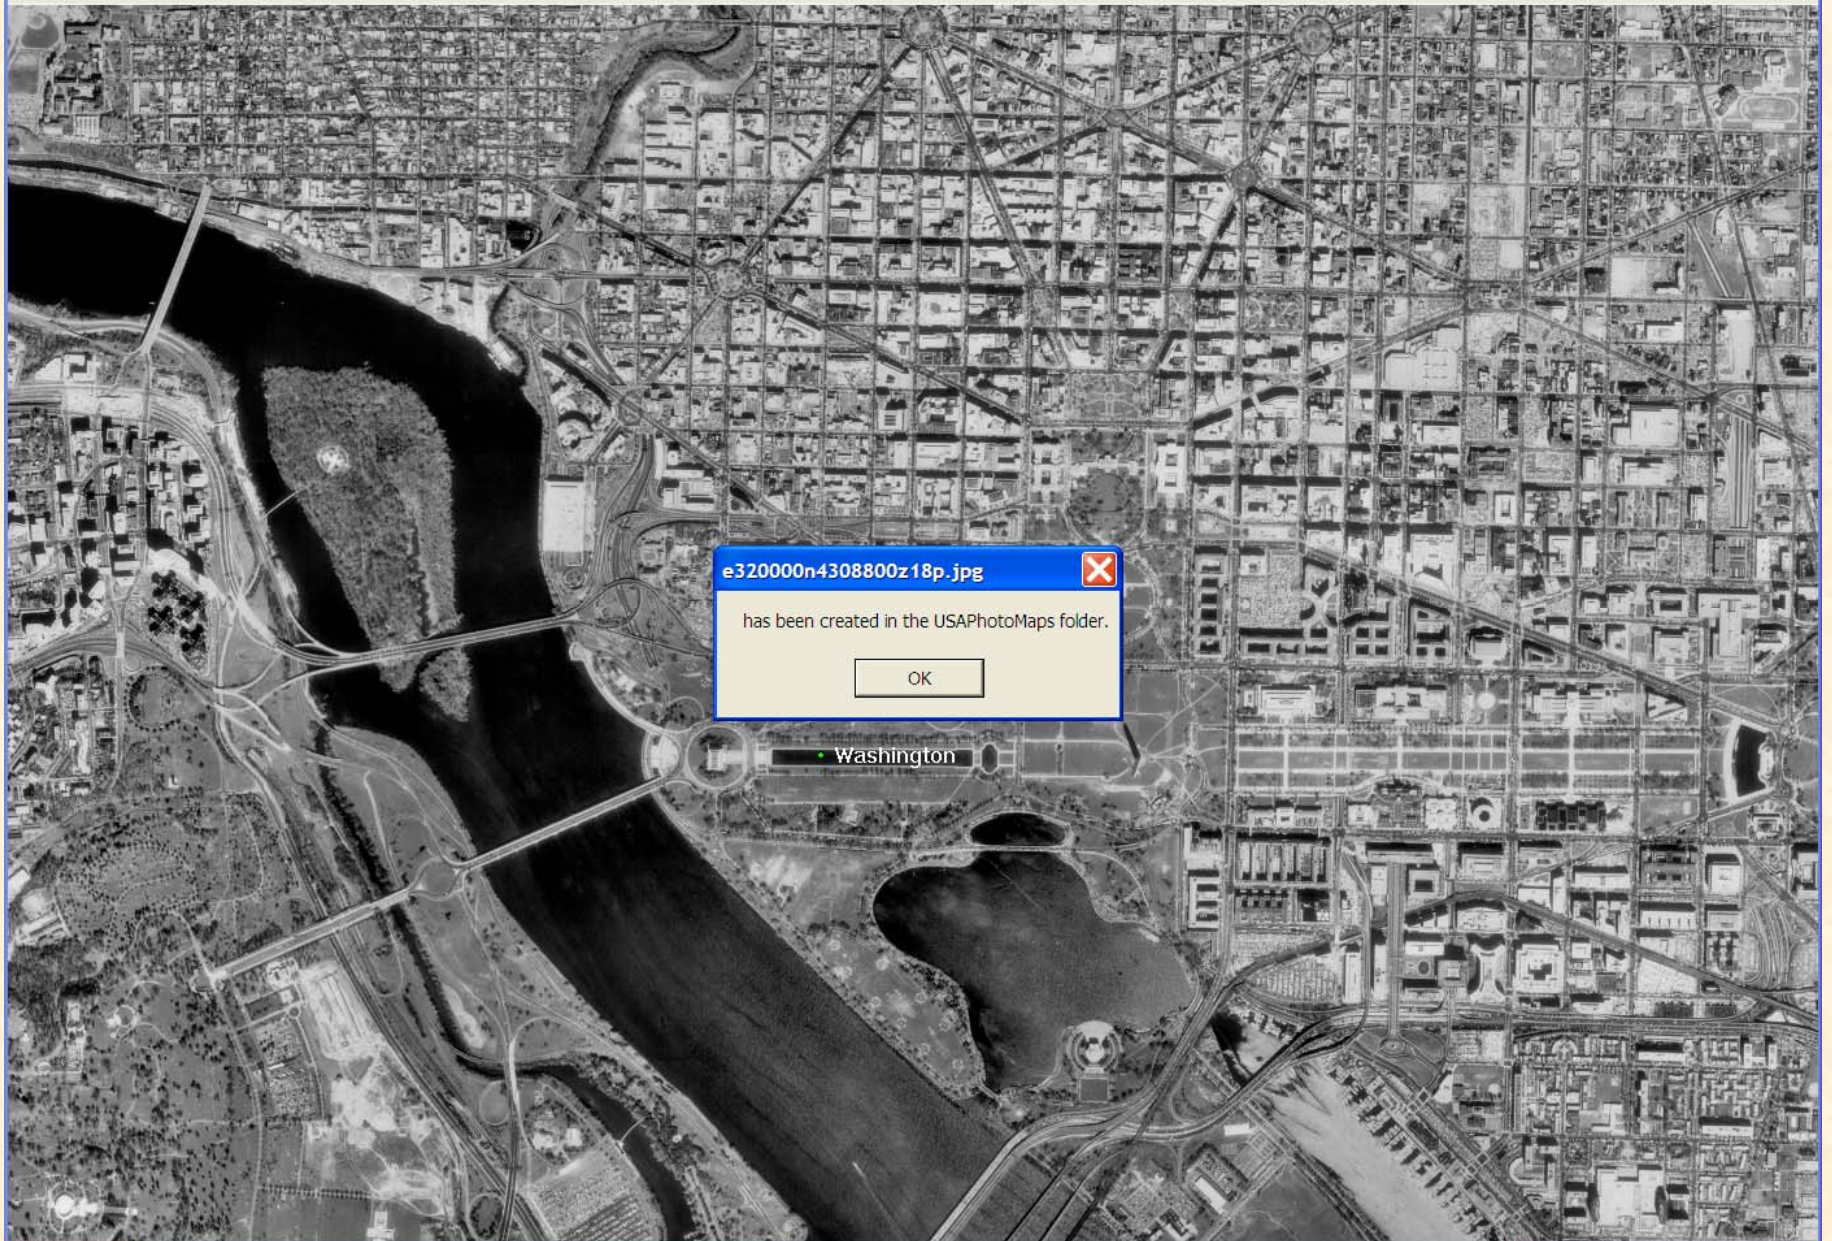 e320000n4308800z18p.jpg
has been created in the USAPhotoMaps folder.
OK
Washington